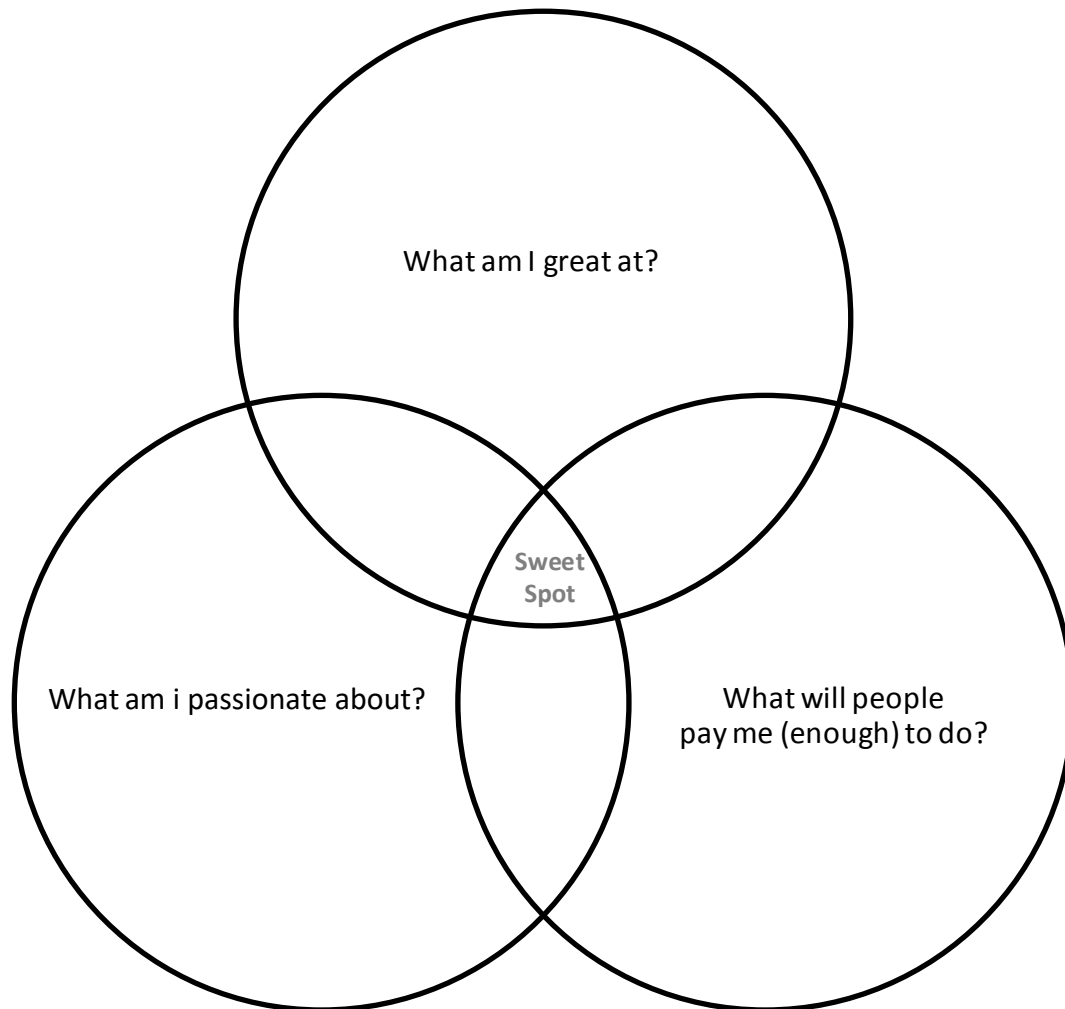 What am I great at?
Sweet
Spot
What am i passionate about?
What will people
pay me (enough) to do?